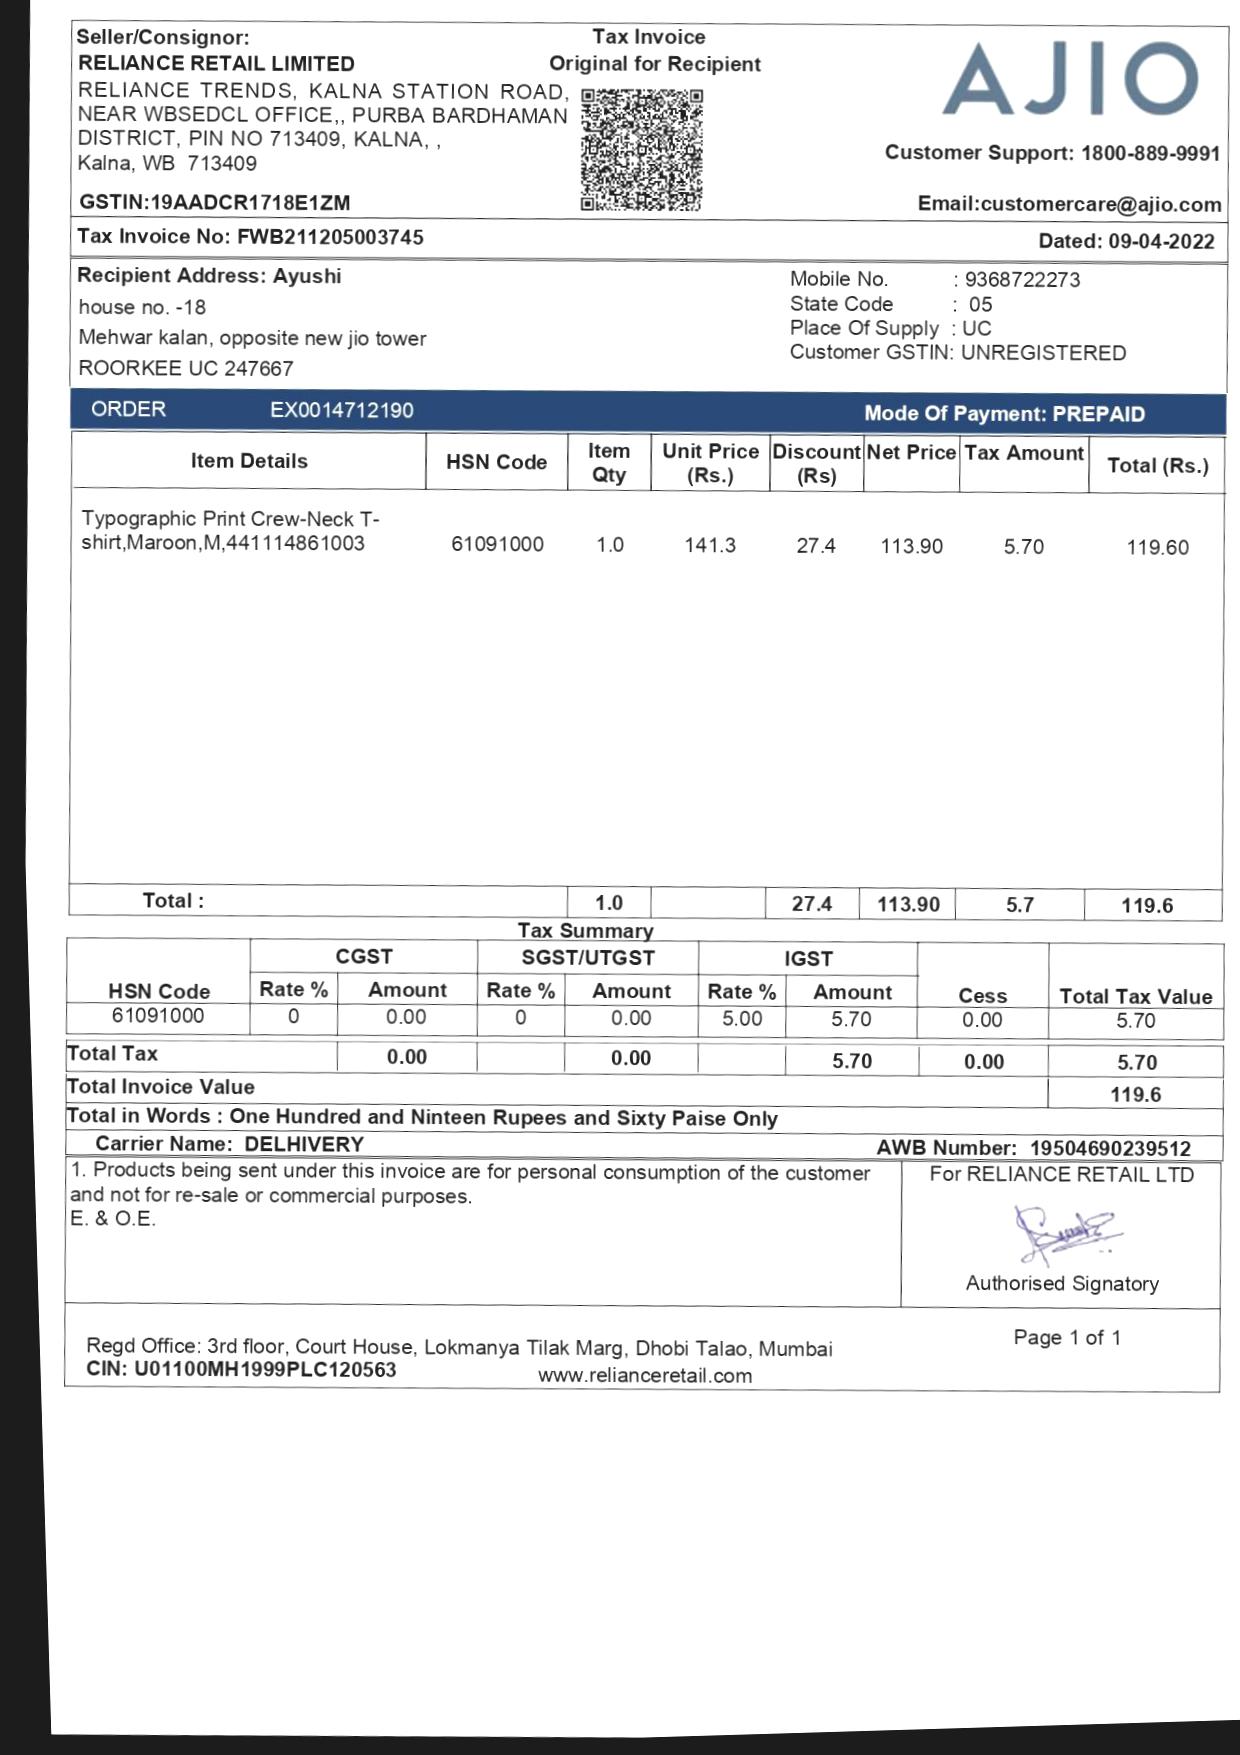 Seller/Consignor:
Tax Invoice
RELIANCE RETAIL LIMITED
Original for Recipient
AJIO
RELIANCE TRENDS, KALNA STATION ROAD,
NEAR WBSEDCL OFFICE,, PURBA BARDHAMAN
DISTRICT, PIN NO 713409, KALNA, ,
Kalna, WB 713409
Customer Support: 1800-889-9991
GSTIN:19AADCR1718E1ZM
Email:customercare@ajio.com
Tax Invoice No: FWB211205003745
Dated: 09-04-2022
Recipient Address: Ayushi
house no. -18
Mehwar kalan, opposite new jio tower
ROORKEE UC 247667
Mobile No. : 9368722273
State Code : 05
Place Of Supply : UC
Customer GSTIN: UNREGISTERED
ORDER EX0014712190 Mode Of Payment: PREPAID
Item Details HSN Code Item Qty Unit Price (Rs.) Discount (Rs) Net Price Tax Amount Total (Rs.)
Typographic Print Crew-Neck T-
shirt,Maroon,M,441114861003 61091000 1.0 141.3 27.4 113.90 5.70 119.60
Total : 1.0 27.4 113.90 5.7 119.6
Tax Summary
CGST SGST/UTGST IGST
HSN Code Rate % Amount Rate % Amount Rate % Amount Cess Total Tax Value
61091000 0 0.00 0 0.00 5.00 5.70 0.00 5.70
Total Tax 0.00 0.00 5.70 0.00 5.70
Total Invoice Value 119.6
Total in Words : One Hundred and Ninteen Rupees and Sixty Paise Only
Carrier Name: DELHIVERY AWB Number: 19504690239512
1. Products being sent under this invoice are for personal consumption of the customer
and not for re-sale or commercial purposes.
E. & O.E.
For RELIANCE RETAIL LTD
Authorised Signatory
Regd Office: 3rd floor, Court House, Lokmanya Tilak Marg, Dhobi Talao, Mumbai
Page 1 of 1
CIN: U01100MH1999PLC120563
www.relianceretail.com